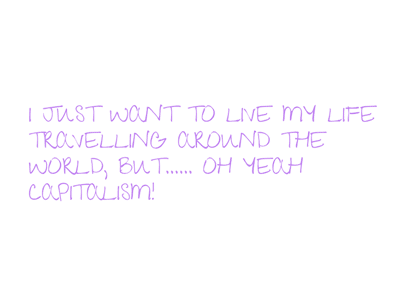 I JUST WANT TO LIVE MY LIFE
TRAVELLING AROUND THE
WORLD, BUT...... OH YEAH
CAPITALISM!